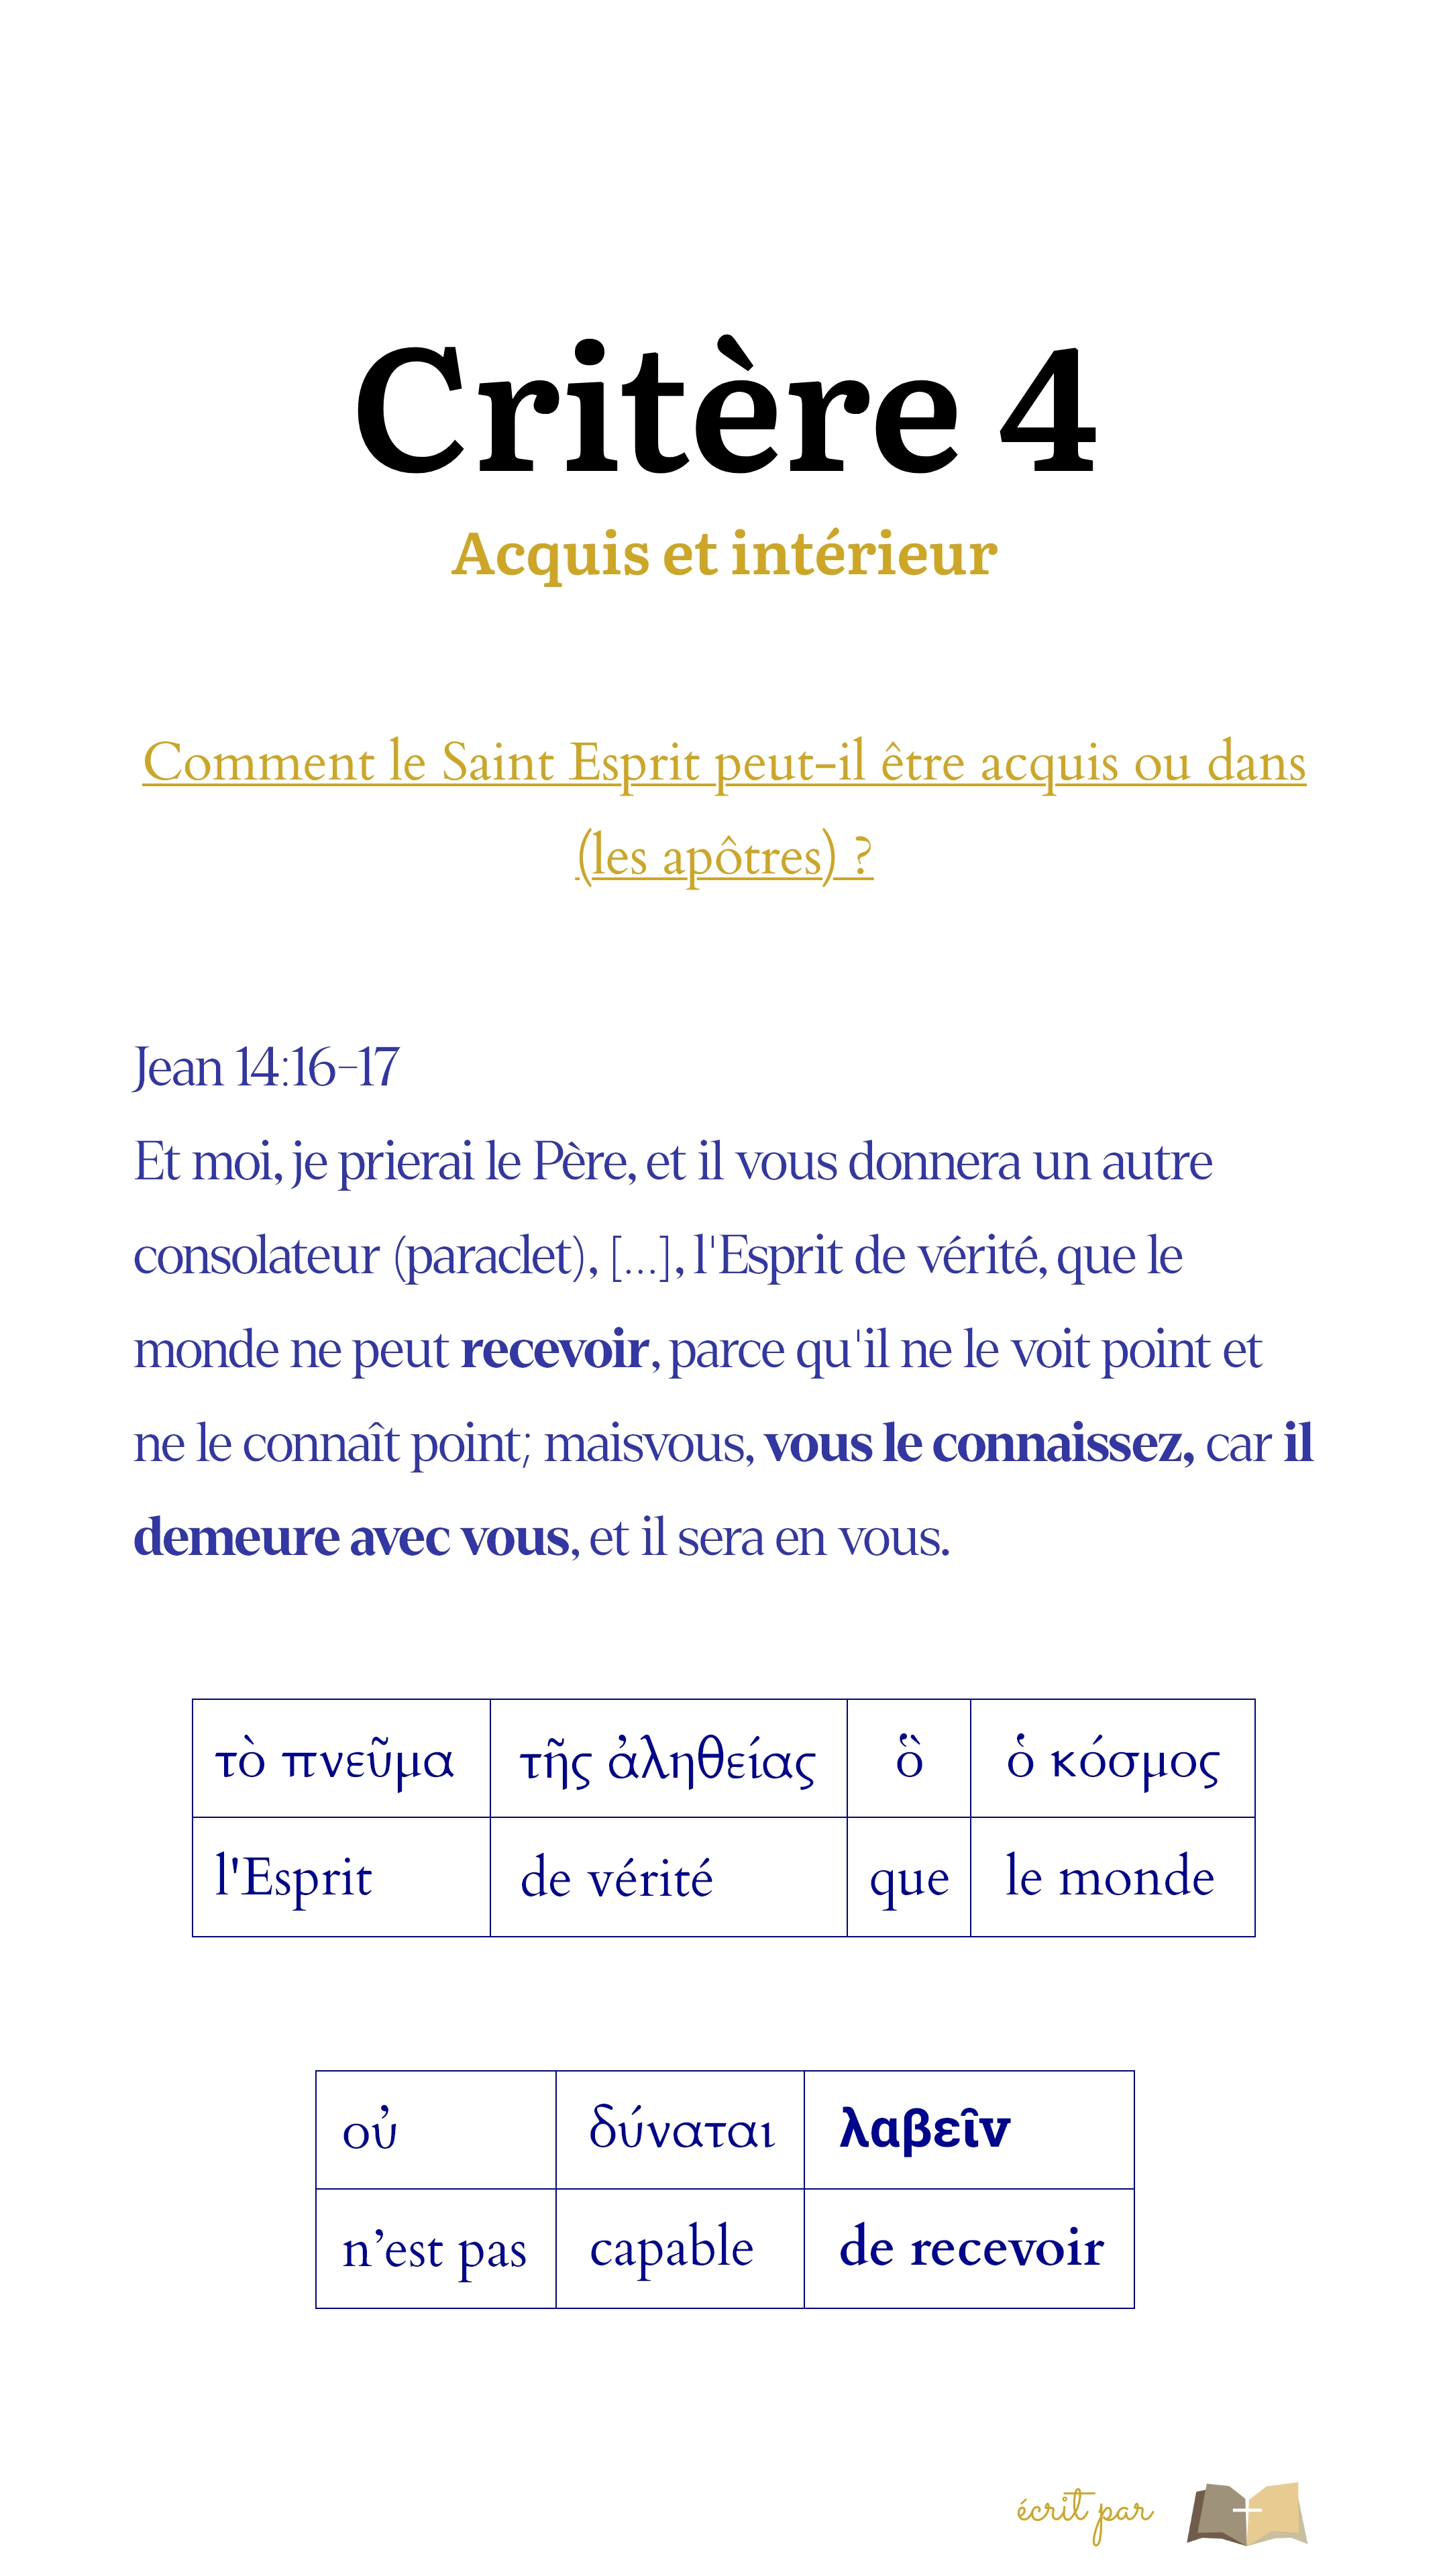 Critère 4
Acquis et intérieur
Comment le Saint Esprit peut-il être acquis ou dans
(les apôtres) ?
Jean 14:16-17
Et moi, je prierai le Père, et il vous donnera un autre
consolateur (paraclet), [...], l'Esprit de vérité, que le
monde ne peut recevoir, parce qu'il ne le voit point et
ne le connaît point; maisvous, vous le connaissez, car il
demeure avec vous, et il sera en vous.
τὸ πνεῦμα τῆς ἀληθείας ὃ ὁ κόσμος
l'Esprit de vérité que le monde
οὐ δύναται λαβεῖν
n’est pas capable de recevoir
écrit par